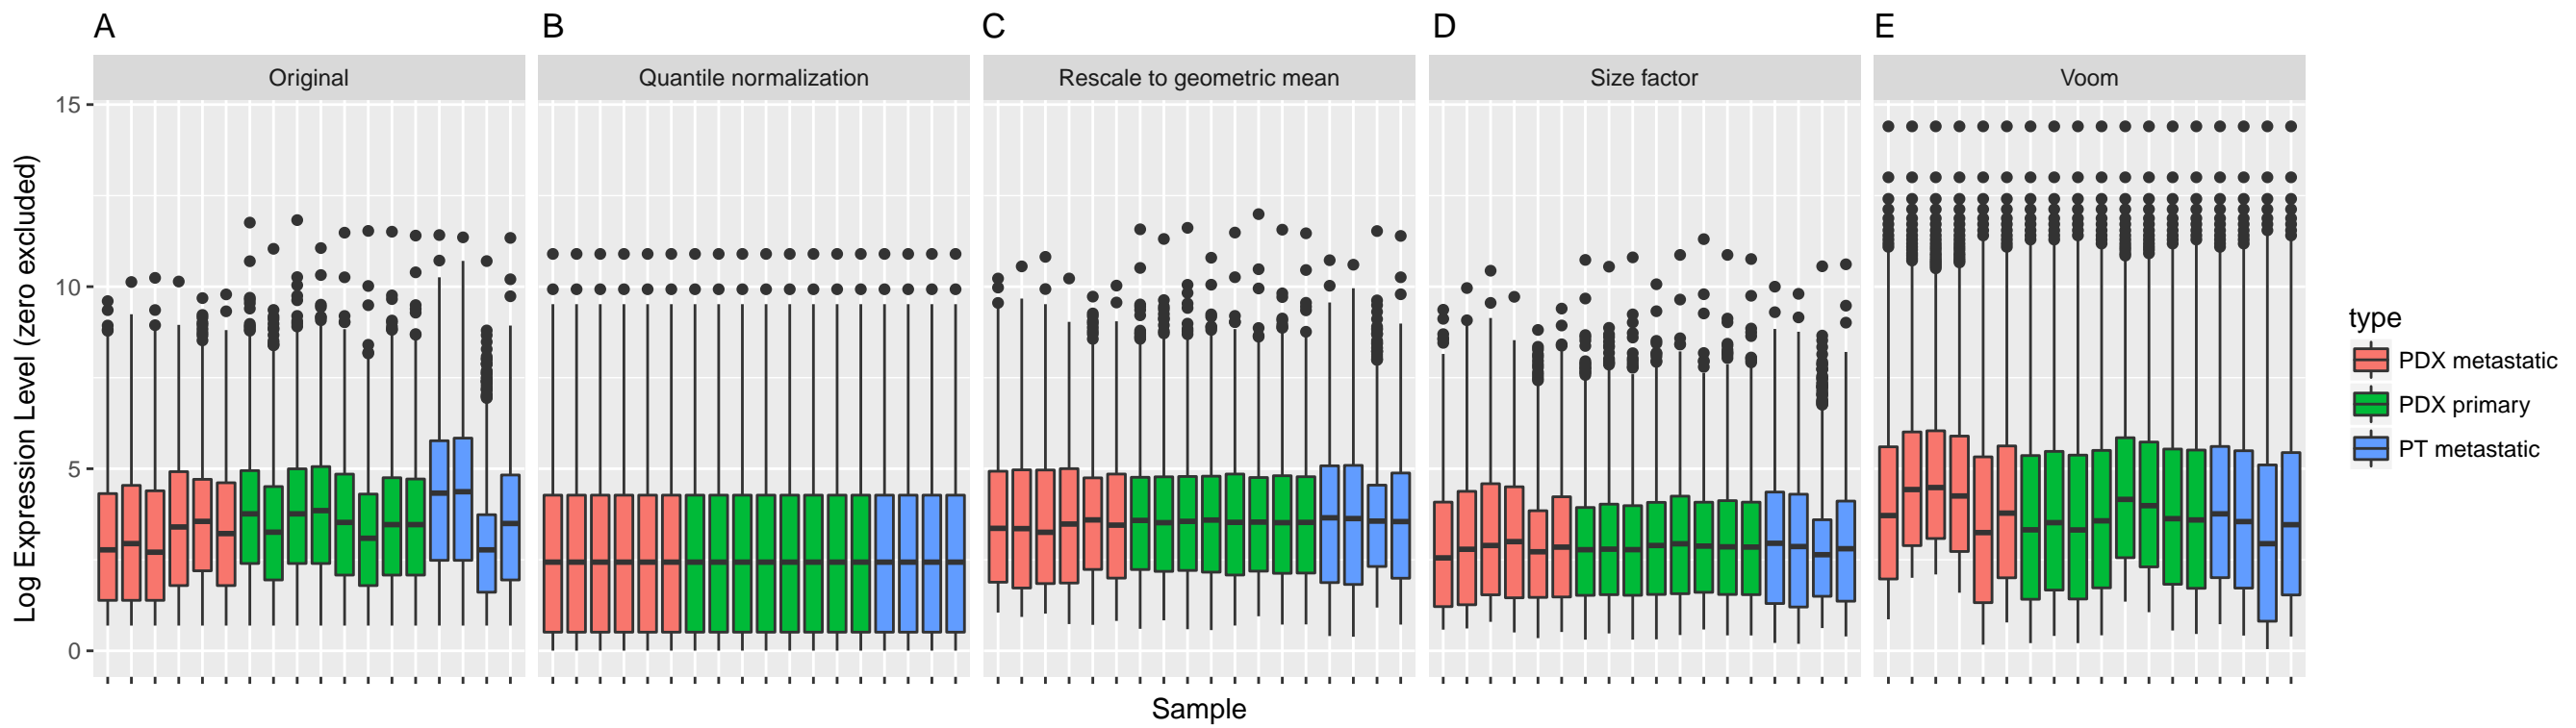 A B C D E
Original Quantile normalization Rescale to geometric mean Size factor Voom
15
10
5
0
Log Expression Level (zero excluded)
Sample
type
PDX metastatic
PDX primary
PT metastatic